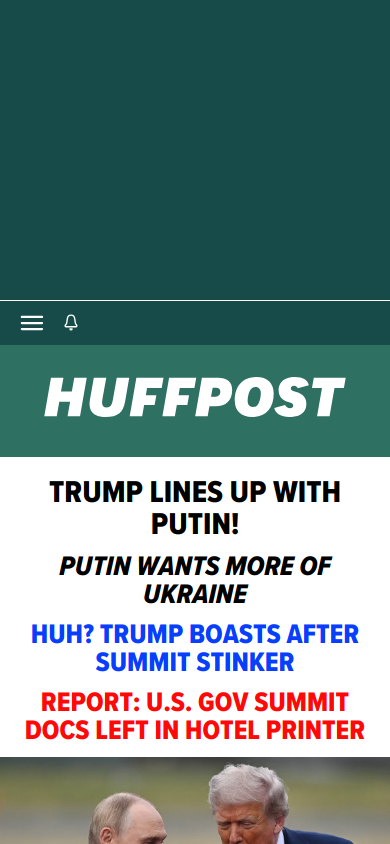 HUFFPOST
TRUMP LINES UP WITH
PUTIN!
PUTIN WANTS MORE OF
UKRAINE
HUH? TRUMP BOASTS AFTER
SUMMIT STINKER
REPORT: U.S. GOV SUMMIT
DOCS LEFT IN HOTEL PRINTER